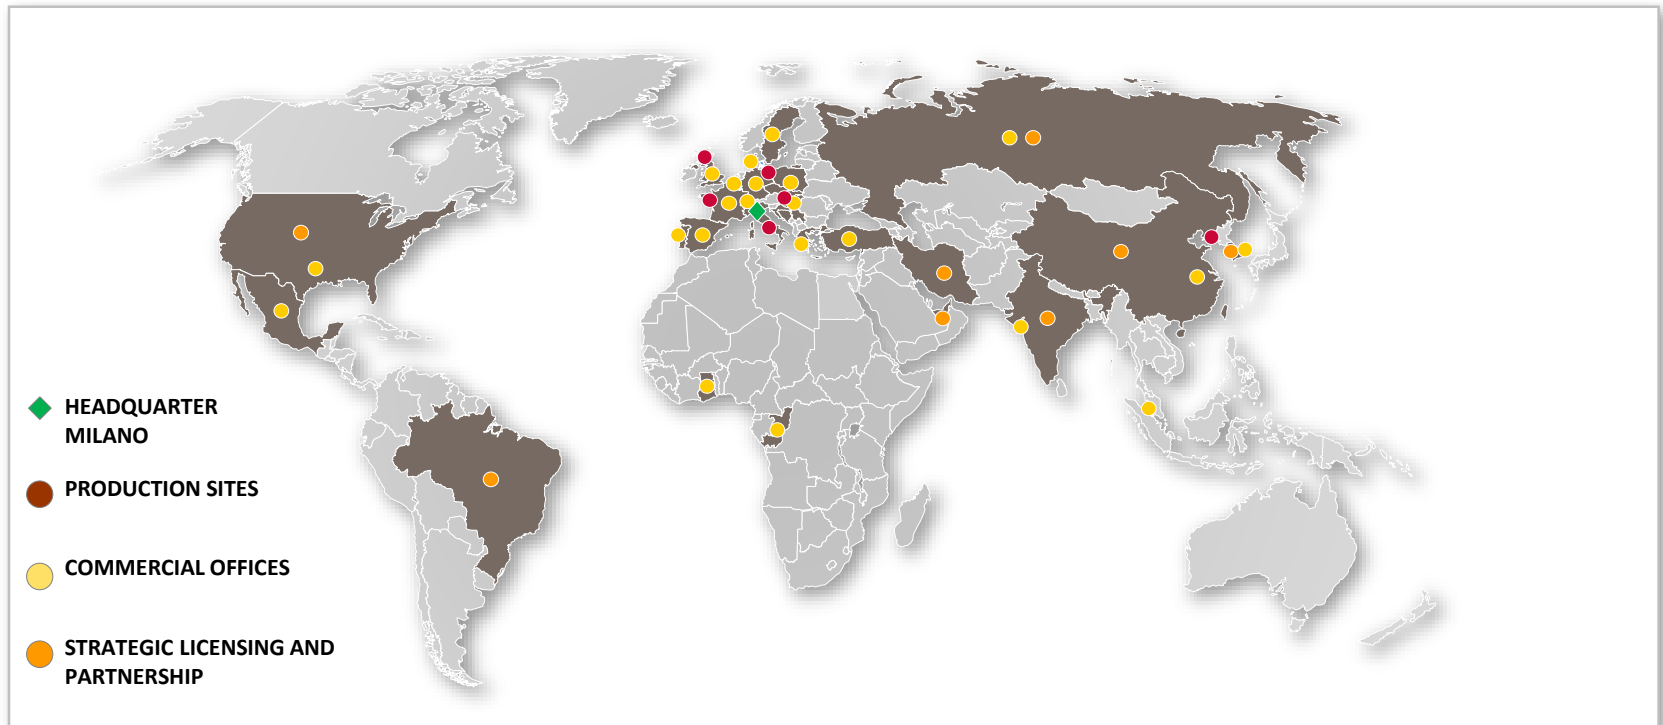 HEADQUARTER
MILANO
PRODUCTION SITES
COMMERCIAL OFFICES
STRATEGIC LICENSING AND
PARTNERSHIP